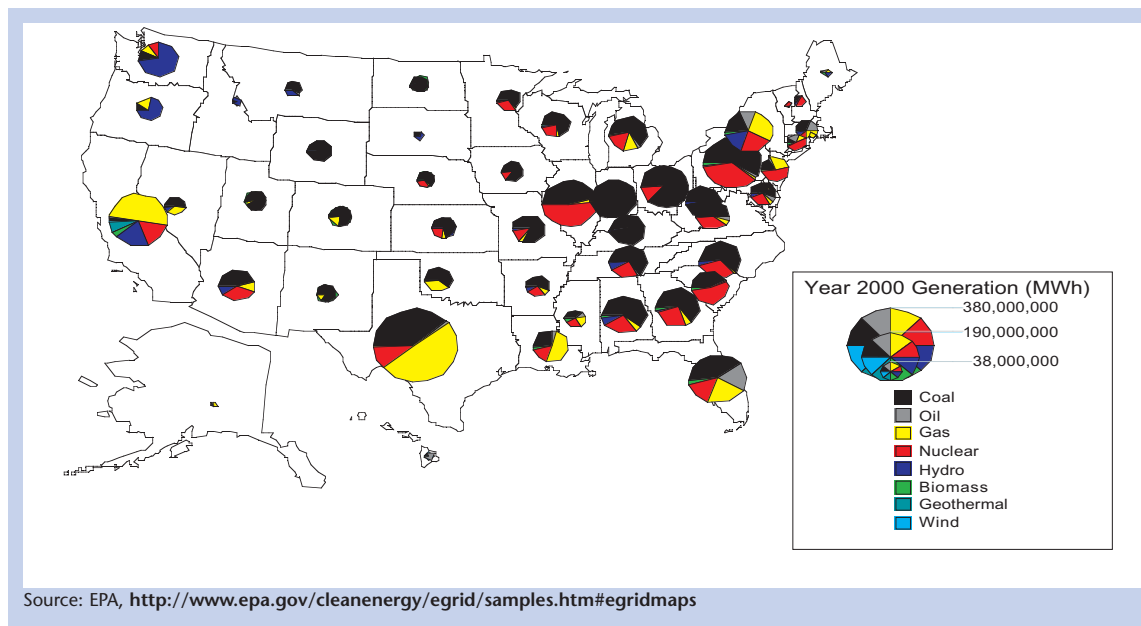 Year 2000 Generation (MWh)
380,000,000
190,000,000
38,000,000
Coal
Oil
Gas
Nuclear
Hydro
Biomass
Geothermal
Wind
Source: EPA, http://www.epa.gov/cleanenergy/egrid/samples.htm#egridmaps